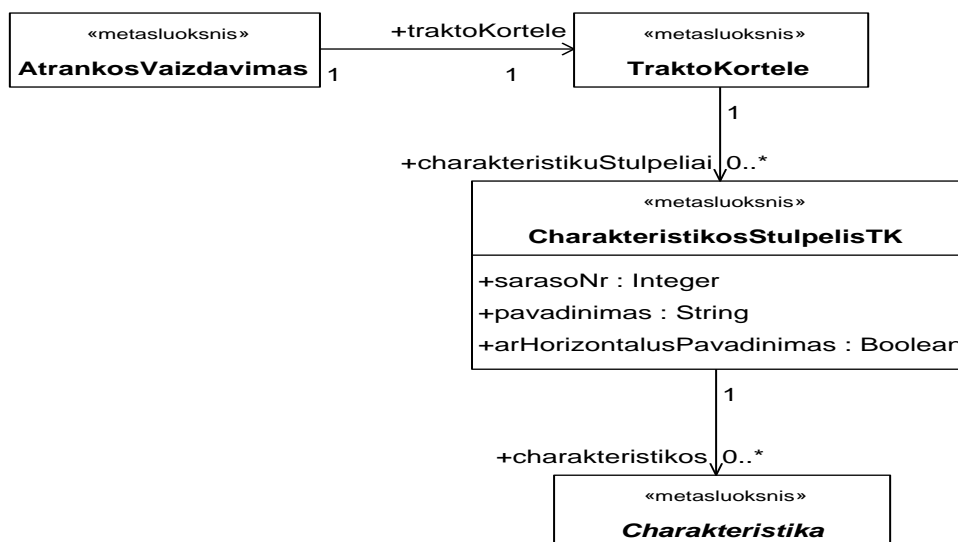 «metasluoksnis»
AtrankosVaizdavimas
+traktoKortele
1
1
«metasluoksnis»
TraktoKortele
1
+charakteristikuStulpeliai
0..*
«metasluoksnis»
CharakteristikosStulpelisTK
+sarasoNr : Integer
+pavadinimas : String
+arHorizontalusPavadinimas : Boolean
1
+charakteristikos
0..*
«metasluoksnis»
Charakteristika